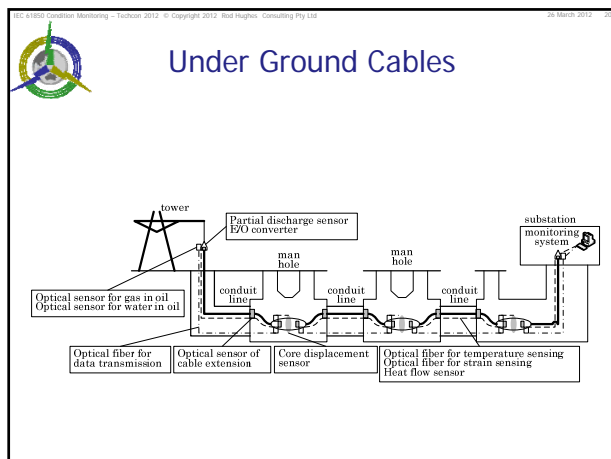 IEC 61850 Condition Monitoring – Techcon 2012 © Copyright 2012 Rod Hughes Consulting Pty Ltd
26 March 2012 20
Under Ground Cables
tower
Partial discharge sensor
E/O converter
substation
monitoring
system
man
hole
man
hole
conduit
line
conduit
line
conduit
line
Optical sensor for gas in oil
Optical sensor for water in oil
Optical fiber for
data transmission
Optical sensor of
cable extension
Core displacement
sensor
Optical fiber for temperature sensing
Optical fiber for strain sensing
Heat flow sensor